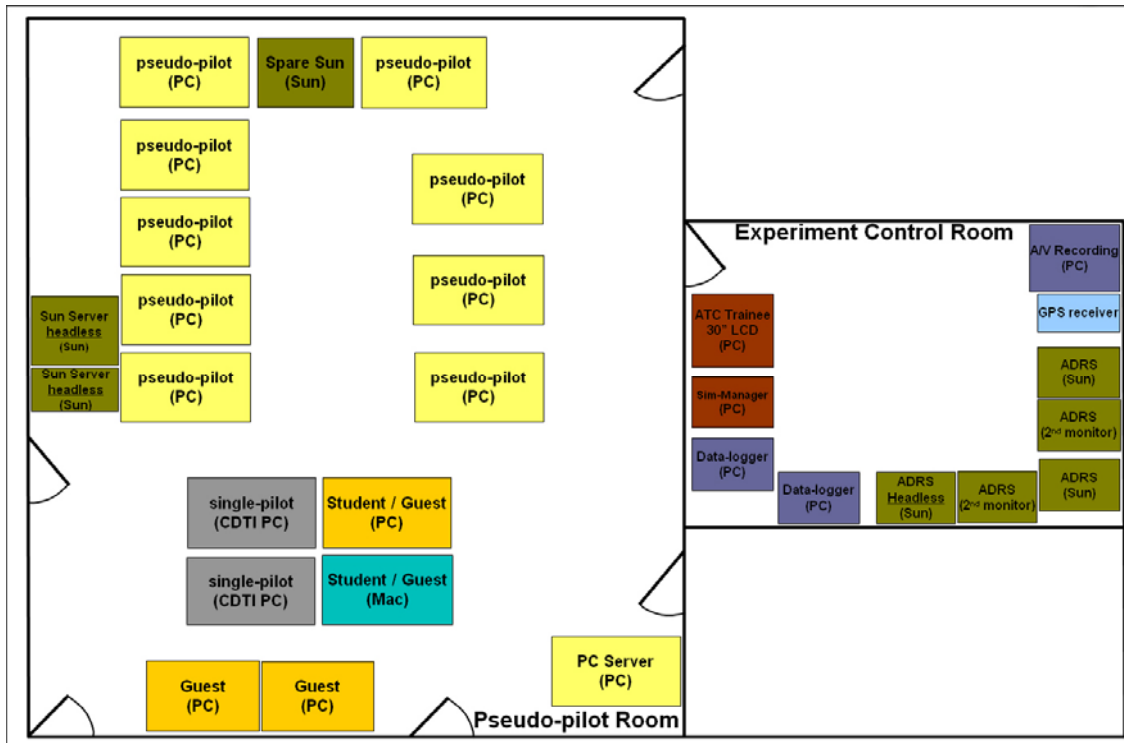 pseudo-pilot
(PC)
Spare Sun
(Sun)
pseudo-pilot
(PC)
pseudo-pilot
(PC)
pseudo-pilot
(PC)
pseudo-pilot
(PC)
pseudo-pilot
(PC)
pseudo-pilot
(PC)
pseudo-pilot
(PC)
Sun Server
headless
(Sun)
Sun Server
headless
(Sun)
pseudo-pilot
(PC)
pseudo-pilot
(PC)
single-pilot
(CDTI PC)
Student / Guest
(PC)
single-pilot
(CDTI PC)
Student / Guest
(Mac)
Guest
(PC)
Guest
(PC)
PC Server
(PC)
Pseudo-pilot Room
Experiment Control Room
A/V Recording
(PC)
GPS receiver
ATC Trainee
30" LCD
(PC)
Sim-Manager
(PC)
Data-logger
(PC)
Data-logger
(PC)
ADRS
Headless
(Sun)
ADRS
(2nd monitor)
ADRS
(Sun)
ADRS
(2nd monitor)
ADRS
(Sun)